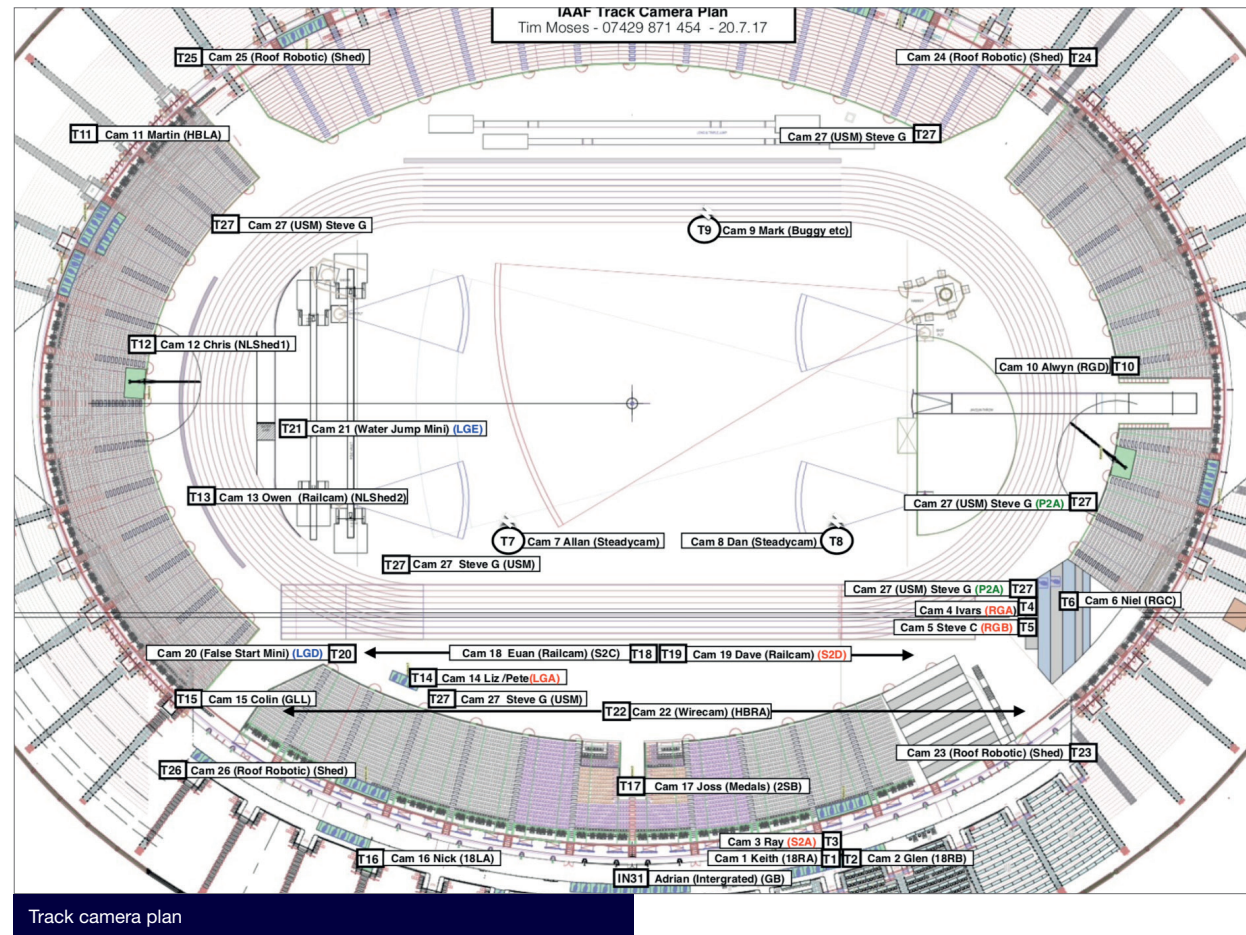 IAAF Track Camera Plan
Tim Moses - 07429 871 454 - 20.7.17
T25 Cam 25 (Roof Robotic) (Shed)
Cam 24 (Roof Robotic) (Shed) T24
T11 Cam 11 Martin (HBLA)
Cam 27 (USM) Steve G T27
T27 Cam 27 (USM) Steve G
T9 Cam 9 Mark (Buggy etc)
T12 Cam 12 Chris (NLShed1)
Cam 10 Alwyn (RGD) T10
T21 Cam 21 (Water Jump Mini) (LGE)
T13 Cam 13 Owen (Railcam) (NLShed2)
Cam 27 (USM) Steve G (P2A) T27
T7 Cam 7 Allan (Steadycam)
Cam 8 Dan (Steadycam) T8
T27 Cam 27 Steve G (USM)
Cam 27 (USM) Steve G (P2A) T27
T6 Cam 6 Niel (RGC)
Cam 4 Ivars (RGA) T4
Cam 5 Steve C (RGB) T5
Cam 20 (False Start Mini) (LGD) T20
Cam 18 Euan (Railcam) (S2C) T18
T19 Cam 19 Dave (Railcam) (S2D)
T14 Cam 14 Liz /Pete(LGA)
T15 Cam 15 Colin (GLL)
T27 Cam 27 Steve G (USM)
T22 Cam 22 (Wirecam) (HBRA)
Cam 23 (Roof Robotic) (Shed) T23
T26 Cam 26 (Roof Robotic) (Shed)
T17 Cam 17 Joss (Medals) (2SB)
Cam 3 Ray (S2A) T3
T16 Cam 16 Nick (18LA)
Cam 1 Keith (18RA) T1
T2 Cam 2 Glen (18RB)
IN31 Adrian (Intergrated) (GB)
Track camera plan